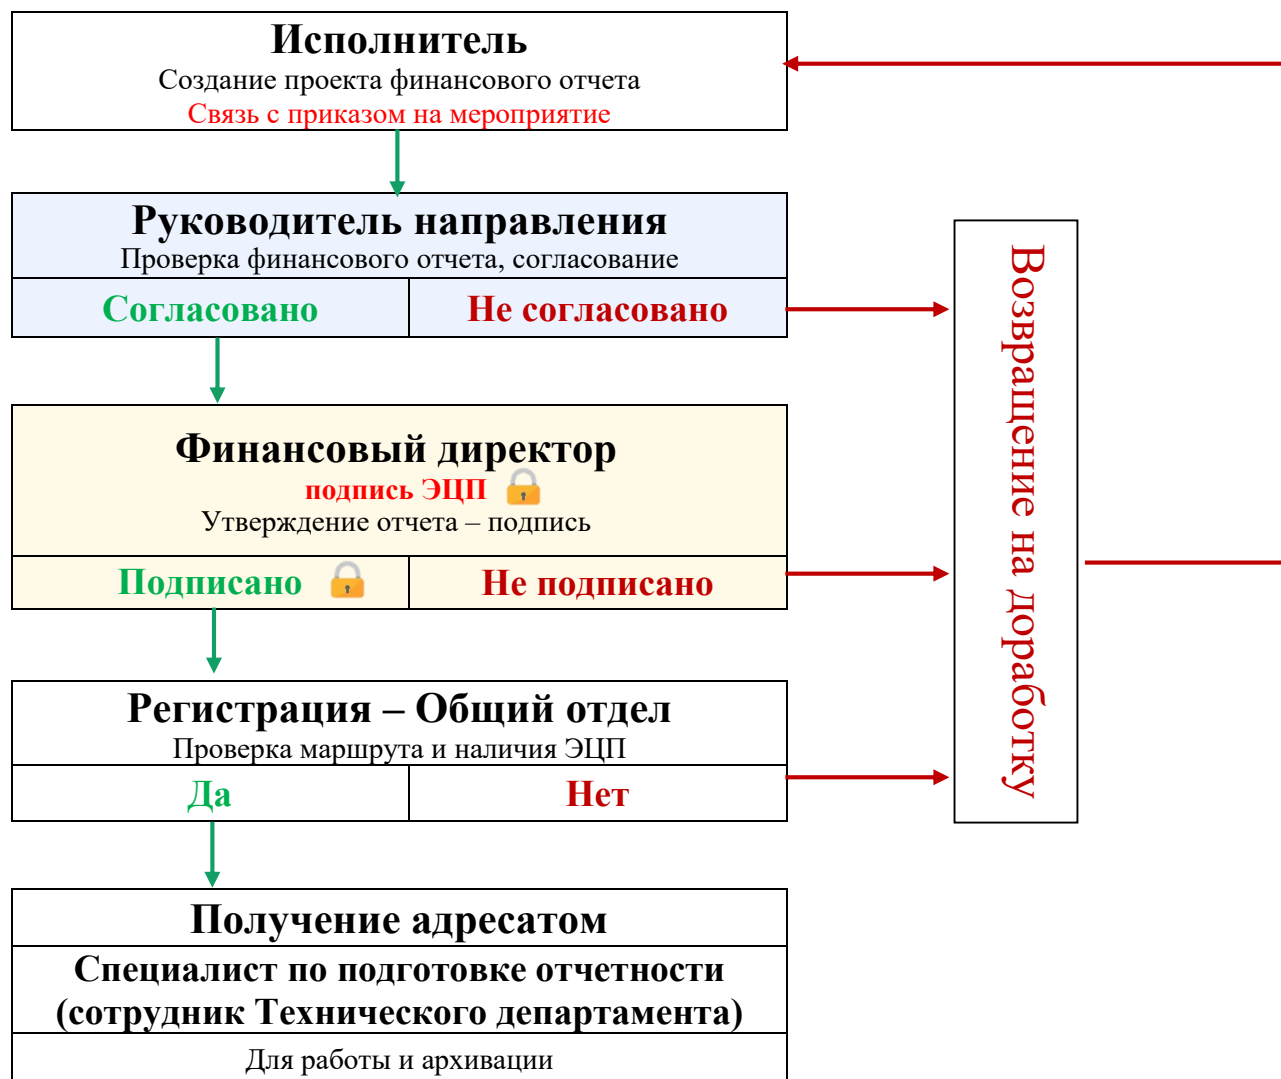 Исполнитель
Создание проекта финансового отчета
Связь с приказом на мероприятие
Руководитель направления
Проверка финансового отчета, согласование
Согласовано
Не согласовано
Финансовый директор
подпись ЭЦП
Утверждение отчета – подпись
Подписано
Не подписано
Регистрация – Общий отдел
Проверка маршрута и наличия ЭЦП
Да
Нет
Получение адресатом
Специалист по подготовке отчетности
(сотрудник Технического департамента)
Для работы и архивации
Возвращение на доработку